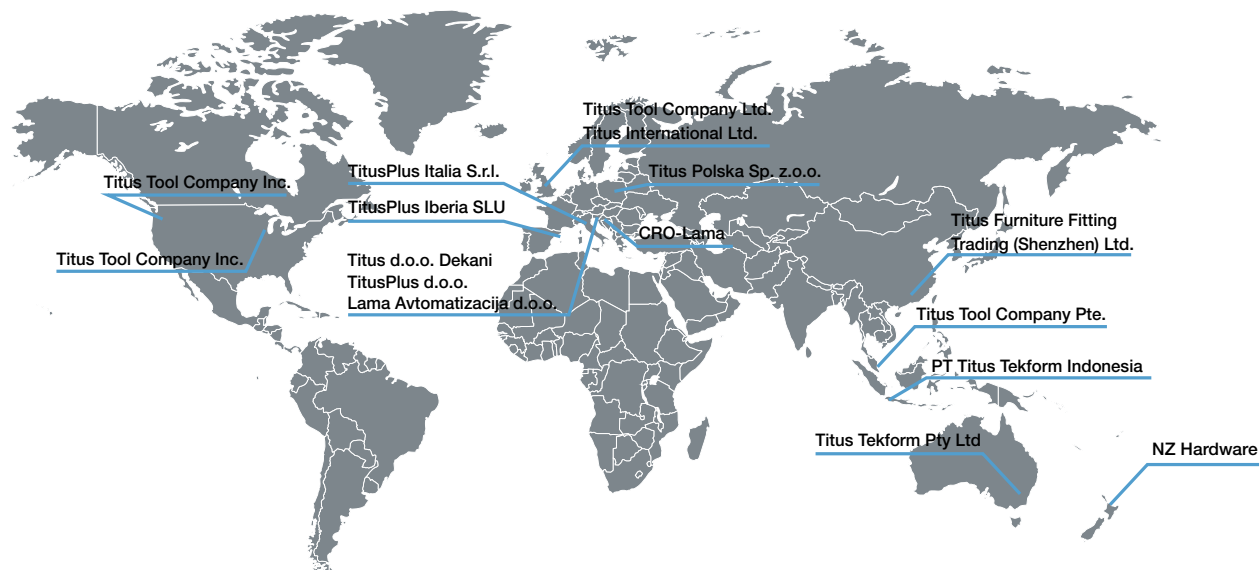 Titus Tool Company Ltd.
Titus International Ltd.
TitusPlus Italia S.r.l.
Titus Polska Sp. z.o.o.
Titus Tool Company Inc.
TitusPlus Iberia SLU
Titus Furniture Fitting
Trading (Shenzhen) Ltd.
CRO-Lama
Titus Tool Company Inc.
Titus d.o.o. Dekani
TitusPlus d.o.o.
Lama Avtomatizacija d.o.o.
Titus Tool Company Pte.
PT Titus Tekform Indonesia
Titus Tekform Pty Ltd
NZ Hardware